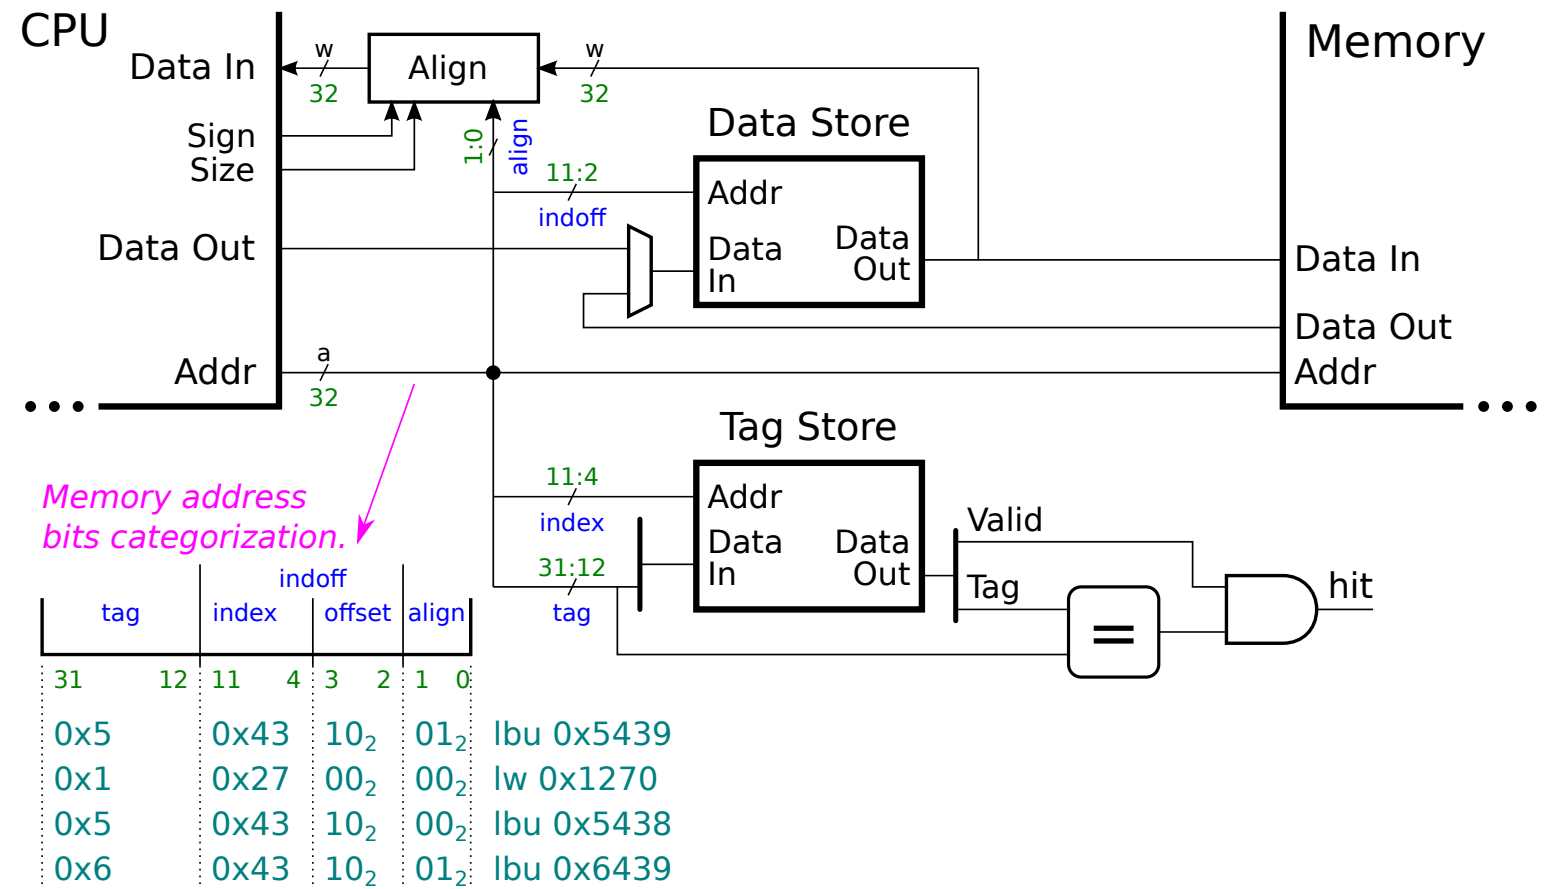 CPU
Memory
Data In
w
32
Align
w
32
Sign
Size
1:0
align
Data Store
11:2
indoff
Addr
Data
In
Data
Out
Data Out
Data In
Data Out
Addr
a
32
Addr
Tag Store
Memory address
bits categorization.
11:4
index
Addr
Data
In
Data
Out
31:12
tag
Valid
Tag
=
hit
indoff
tag index offset align
31 12 11 4 3 2 1 0
0x5 0x43 10₂ 01₂ lbu 0x5439
0x1 0x27 00₂ 00₂ lw 0x1270
0x5 0x43 10₂ 00₂ lbu 0x5438
0x6 0x43 10₂ 01₂ lbu 0x6439